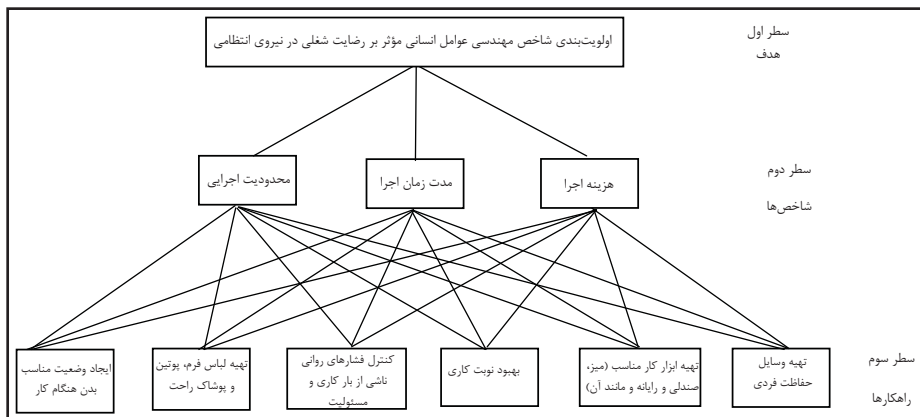 سطر اول
هدف
اولویت‌بندی شاخص مهندسی عوامل انسانی مؤثر بر رضایت شغلی در نیروی انتظامی
سطر دوم
شاخص‌ها
هزینه اجرا
مدت زمان اجرا
محدودیت اجرایی
سطر سوم
راهکارها
تهیه وسایل
حفاظت فردی
تهیه ابزار کار مناسب (میز،
صندلی و رایانه و مانند آن)
بهبود نوبت کاری
کنترل فشارهای روانی
ناشی از بار کاری و
مسئولیت
تهیه لباس فرم، پوتین
و پوشاک راحت
ایجاد وضعیت مناسب
بدن هنگام کار